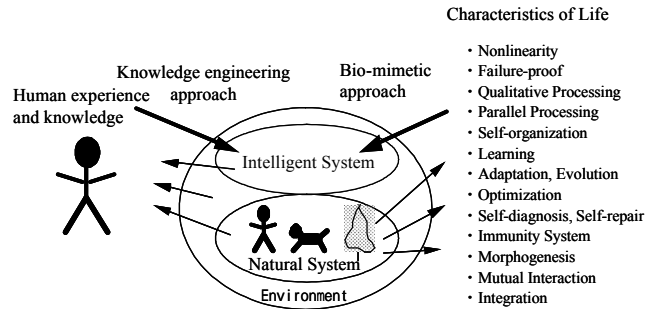 Characteristics of Life
Knowledge engineering
approach
Bio-mimetic
approach
Human experience
and knowledge
Intelligent System
Natural System
Environment
・Nonlinearity
・Failure-proof
・Qualitative Processing
・Parallel Processing
・Self-organization
・Learning
・Adaptation, Evolution
・Optimization
・Self-diagnosis, Self-repair
・Immunity System
・Morphogenesis
・Mutual Interaction
・Integration